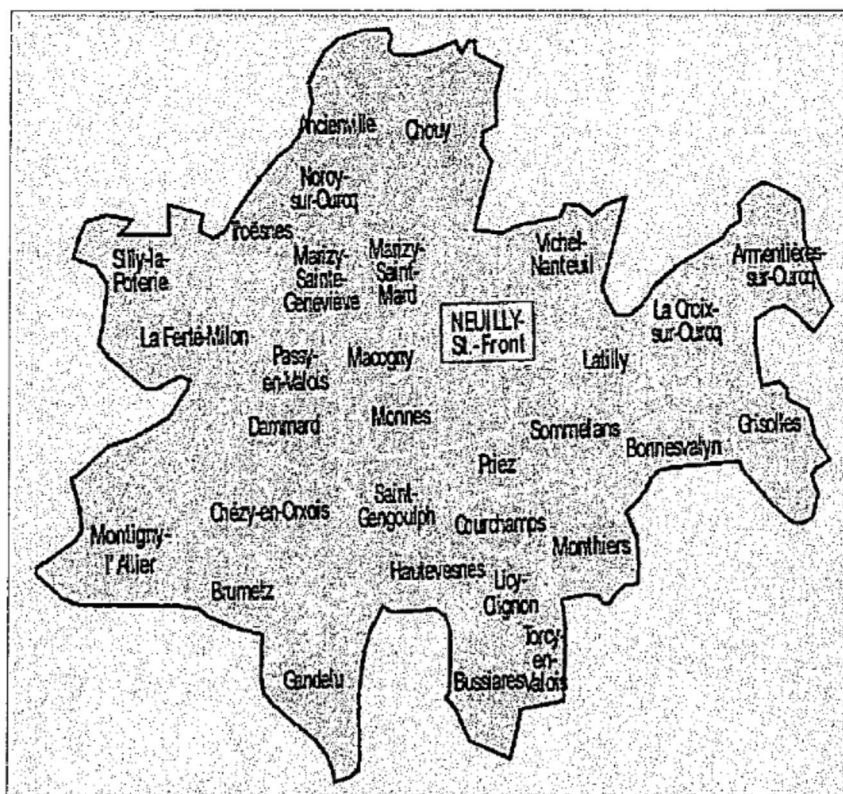 Ancienville
Chouy
Noroy-
sur-Ourcq
Troësnes
Silly-la-
Poterie
Marizy-
Sainte-
Geneviève
Marizy-
Saint-
Mard
Vichel-
Nanteuil
Armentières-
sur-Ourcq
La Croix-
sur-Ourcq
NEUILLY-
St.-Front
La Ferté-Milon
Passy-
en-Valois
Macogny
Latilly
Dammard
Monnes
Sommelans
Grisolles
Bonnesvalyn
Priez
Chézy-en-Orxois
Saint-
Gengoulph
Courchamps
Montigny-
l'Allier
Monthiers
Hautevesnes
Brumetz
Licy-
Clignon
Torcy-
en-
Valois
Gandelu
Bussiares